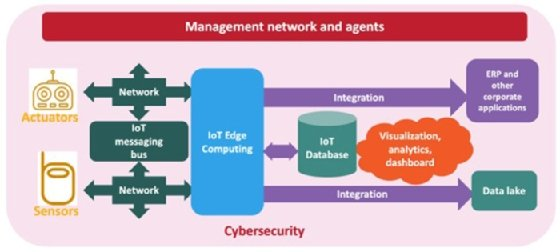 Management network and agents
Actuators
Network
IoT
messaging
bus
Network
Sensors
IoT Edge
Computing
Integration
IoT
Database
Visualization,
analytics,
dashboard
Integration
ERP and
other
corporate
applications
Data lake
Cybersecurity